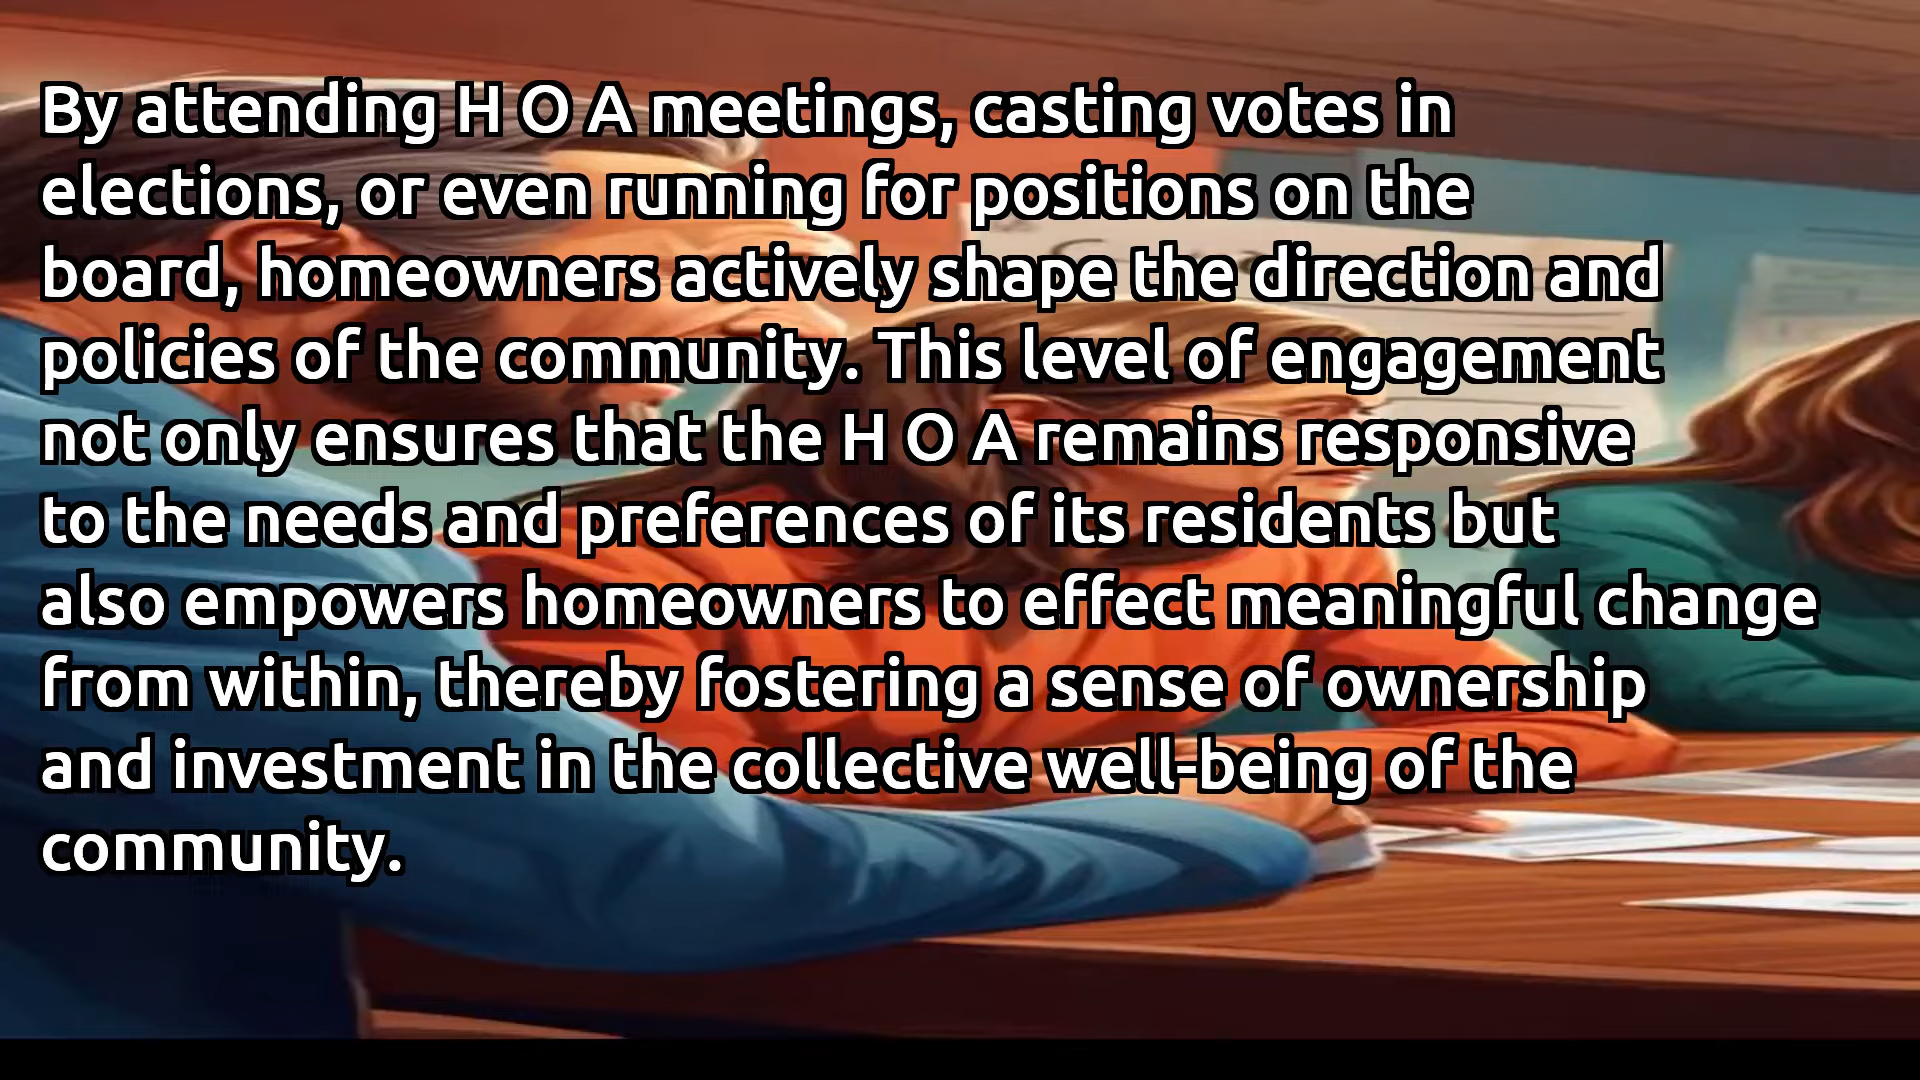 By attending H O A meetings, casting votes in
elections, or even running for positions on the
board, homeowners actively shape the direction and
policies of the community. This level of engagement
not only ensures that the H O A remains responsive
to the needs and preferences of its residents but
also empowers homeowners to effect meaningful change
from within, thereby fostering a sense of ownership
and investment in the collective well-being of the
community.